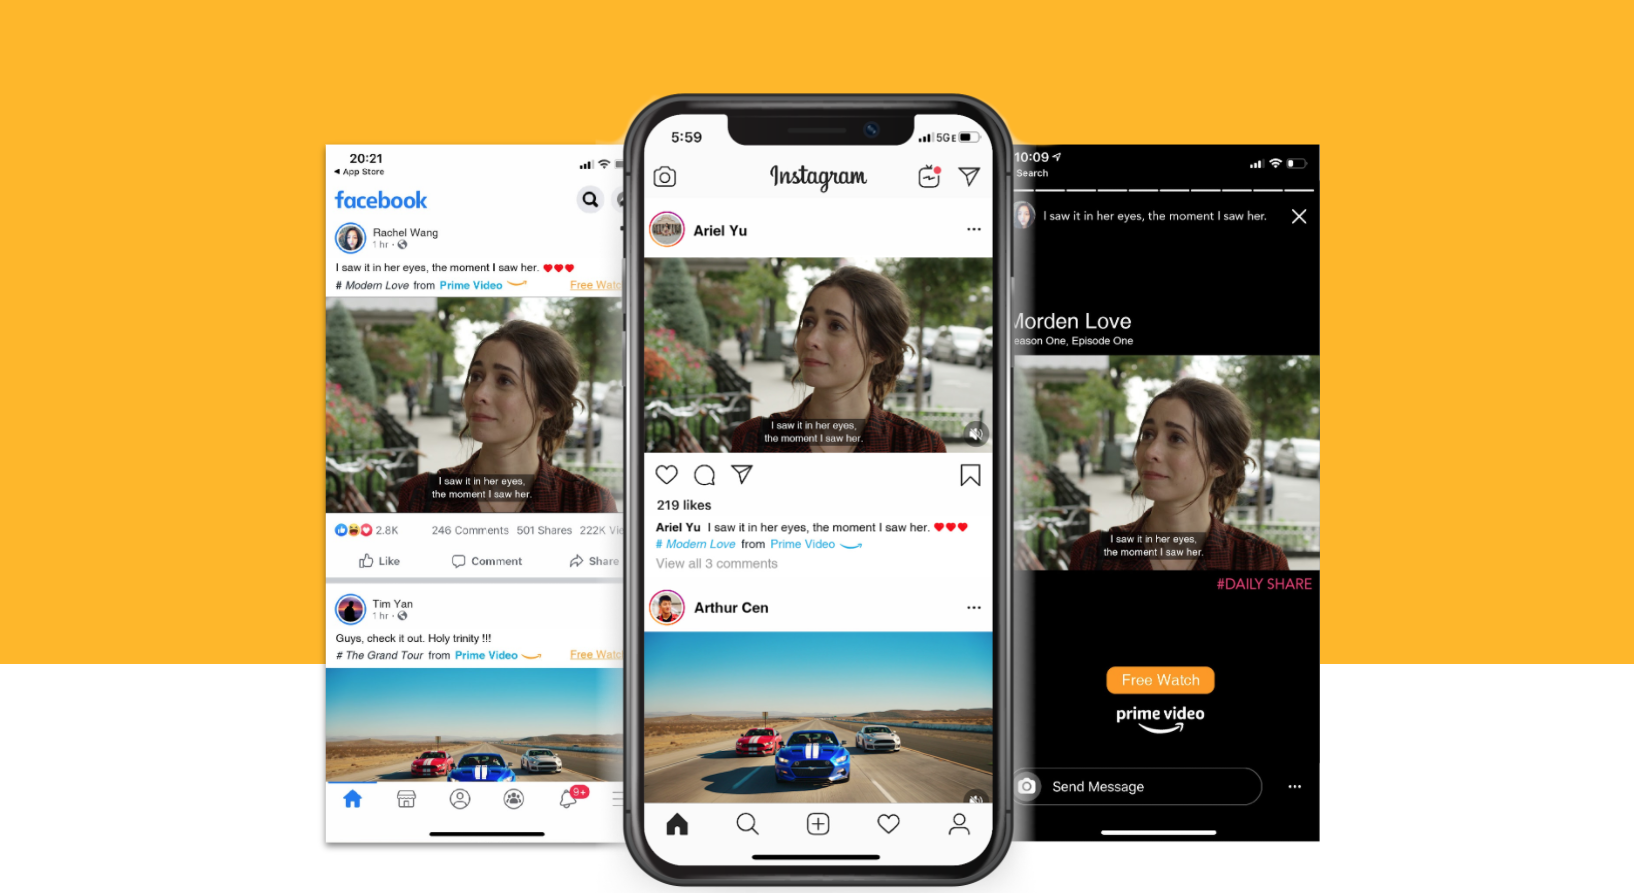 20:21
App Store
facebook
Rachel Wang
1 hr ·
I saw it in her eyes, the moment I saw her.
# Modern Love from Prime Video
Free
I saw it in her eyes,
the moment I saw her.
2.8K 246 Comments 501 Shares 222K
Like Comment Share
Tim Yan
1 hr ·
Guys, check it out. Holy trinity !!!
# The Grand Tour from Prime Video
Free
9+
5:59
5GE
Instagram
Ariel Yu
I saw it in her eyes,
the moment I saw her.
219 likes
Ariel Yu I saw it in her eyes, the moment I saw her.
# Modern Love from Prime Video
View all 3 comments
Arthur Cen
10:09
Search
I saw it in her eyes, the moment I saw her.
Morden Love
eason One, Episode One
I saw it in her eyes,
the moment I saw her.
#DAILY SHARE
Free Watch
prime video
Send Message